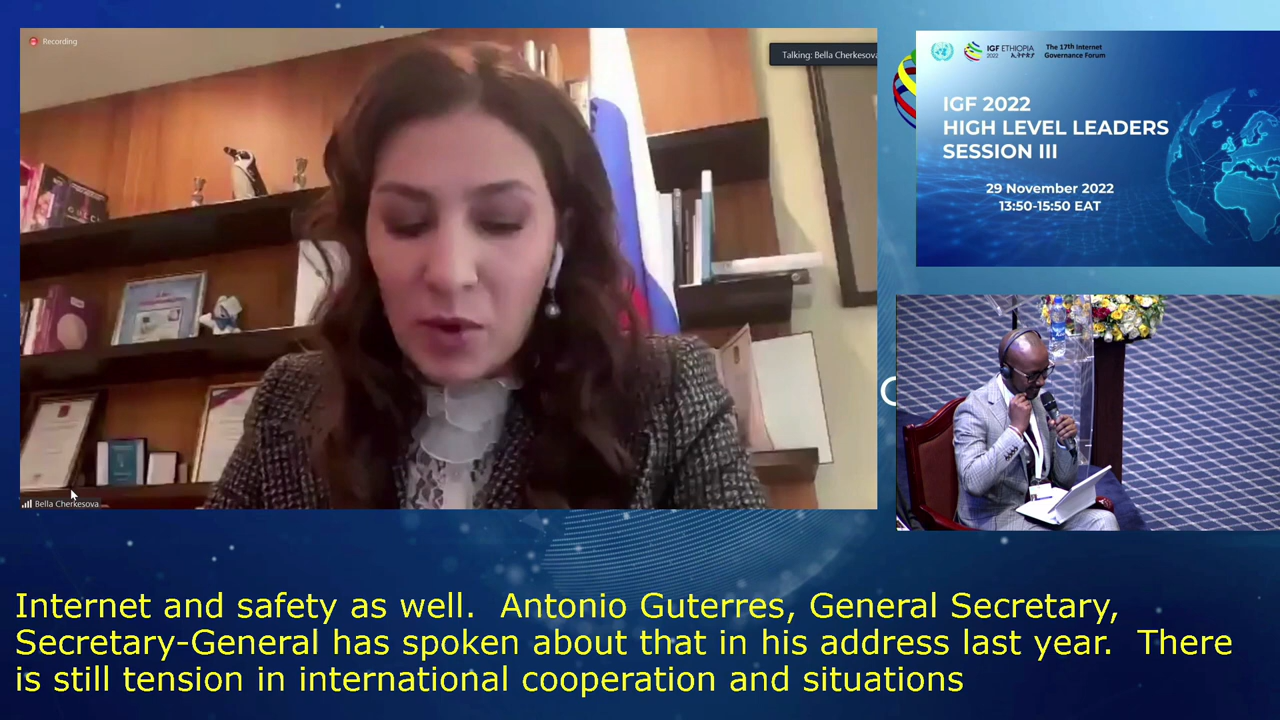 Recording
Talking: Bella Cherkesova
IGF ETHIOPIA
2022 ኢትዮጵያ
The 17th Internet
Governance Forum
IGF 2022
HIGH LEVEL LEADERS
SESSION III
29 November 2022
13:50-15:50 EAT
GUCCI
Bella Cherkesova
Internet and safety as well. Antonio Guterres, General Secretary,
Secretary-General has spoken about that in his address last year. There
is still tension in international cooperation and situations